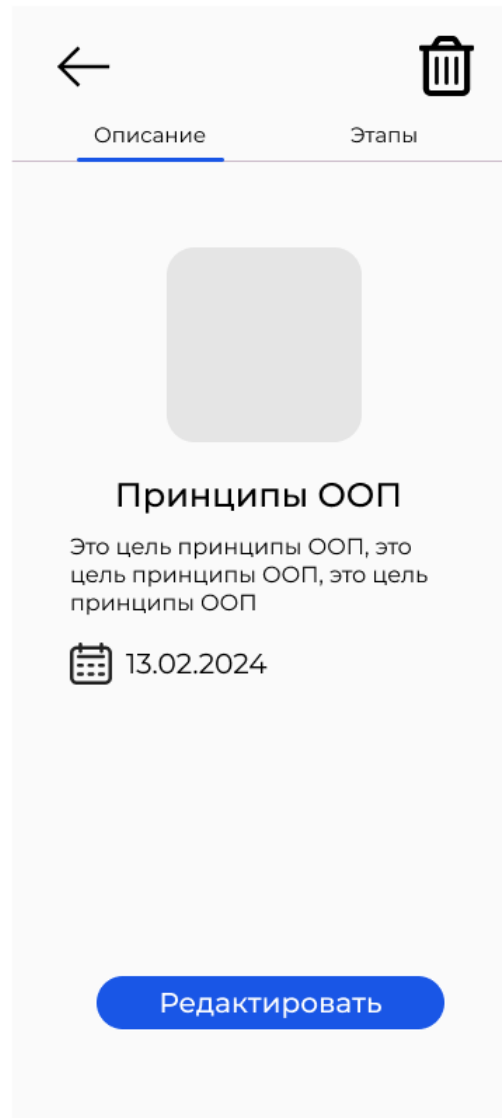 Описание Этапы
Принципы ООП
Это цель принципы ООП, это
цель принципы ООП, это цель
принципы ООП
13.02.2024
Редактировать